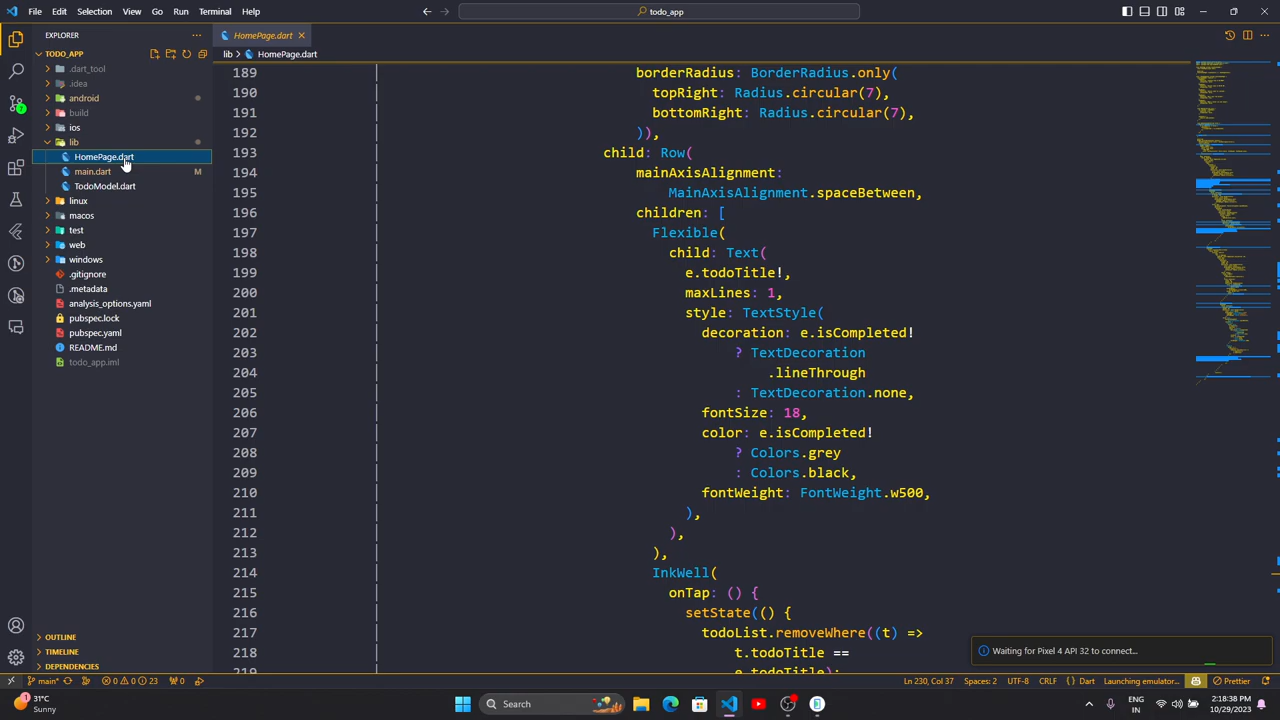 File Edit Selection View Go Run Terminal Help
todo_app
EXPLORER
HomePage.dart
TODO_APP
lib > HomePage.dart
.dart_tool
.idea
android
build
ios
lib
HomePage.dart
main.dart M
TodoModel.dart
linux
macos
test
web
windows
.gitignore
.metadata
analysis_options.yaml
pubspec.lock
pubspec.yaml
README.md
todo_app.iml
OUTLINE
TIMELINE
DEPENDENCIES
189 borderRadius: BorderRadius.only(
190 topRight: Radius.circular(7),
191 bottomRight: Radius.circular(7),
192 )),
193 child: Row(
194 mainAxisAlignment:
195 MainAxisAlignment.spaceBetween,
196 children: [
197 Flexible(
198 child: Text(
199 e.todoTitle!,
200 maxLines: 1,
201 style: TextStyle(
202 decoration: e.isCompleted!
203 ? TextDecoration
204 .lineThrough
205 : TextDecoration.none,
206 fontSize: 18,
207 color: e.isCompleted!
208 ? Colors.grey
209 : Colors.black,
210 fontWeight: FontWeight.w500,
211 ),
212 ),
213 ),
214 InkWell(
215 onTap: () {
216 setState(() {
217 todoList.removeWhere((t) =>
218 t.todoTitle ==
219 e.todoTitle);
Waiting for Pixel 4 API 32 to connect...
main* 0 0 23 0 Ln 230, Col 37 Spaces: 2 UTF-8 CRLF {} Dart Launching emulator... Prettier
31°C
Sunny
Search
ENG
IN
2:18:38 PM
10/29/2023